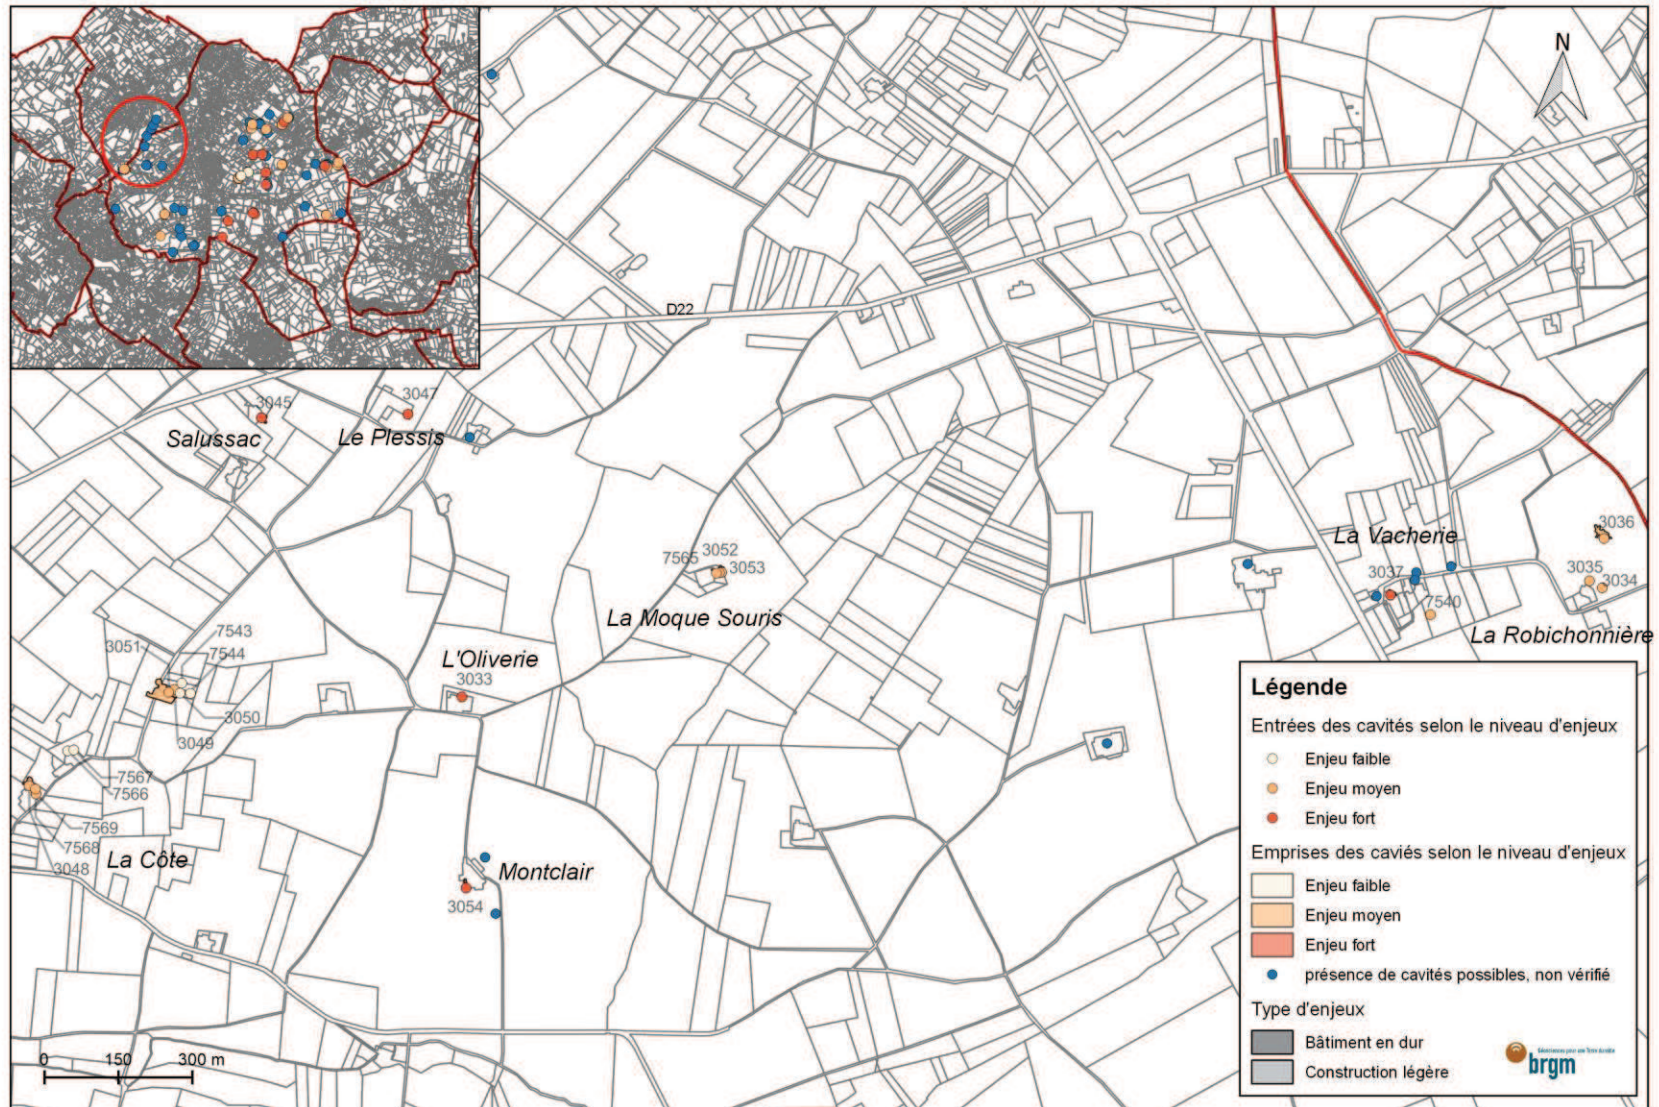 N
D22
3045
3047
Salussac
Le Plessis
3036
La Vacherie
7565
3052
3053
3037
3035
3034
7540
La Moque Souris
La Robichonnière
7543
3051
7544
L'Oliverie
3033
3050
3049
7567
7566
7569
7568
3048
La Côte
Montclair
3054
0 150 300 m
Légende
Entrées des cavités selon le niveau d'enjeux
Enjeu faible
Enjeu moyen
Enjeu fort
Emprises des caviés selon le niveau d'enjeux
Enjeu faible
Enjeu moyen
Enjeu fort
présence de cavités possibles, non vérifié
Type d'enjeux
Bâtiment en dur
Construction légère
brgm